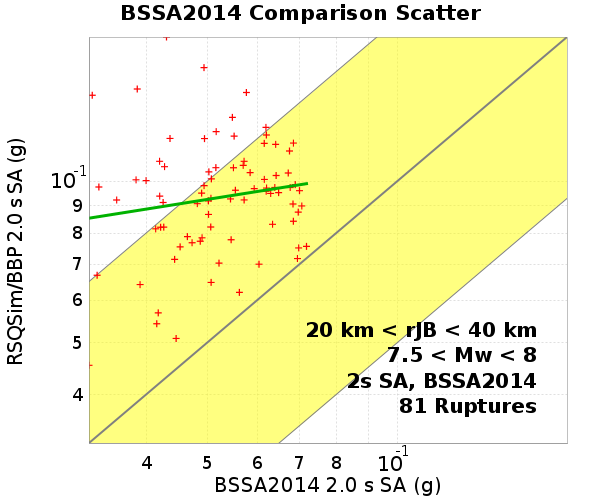 BSSA2014 Comparison Scatter
RSQSim/BBP 2.0 s SA (g)
10⁻¹
9
8
7
6
5
4
20 km < rJB < 40 km
7.5 < Mw < 8
2s SA, BSSA2014
81 Ruptures
4 5 6 7 8 10⁻¹
BSSA2014 2.0 s SA (g)